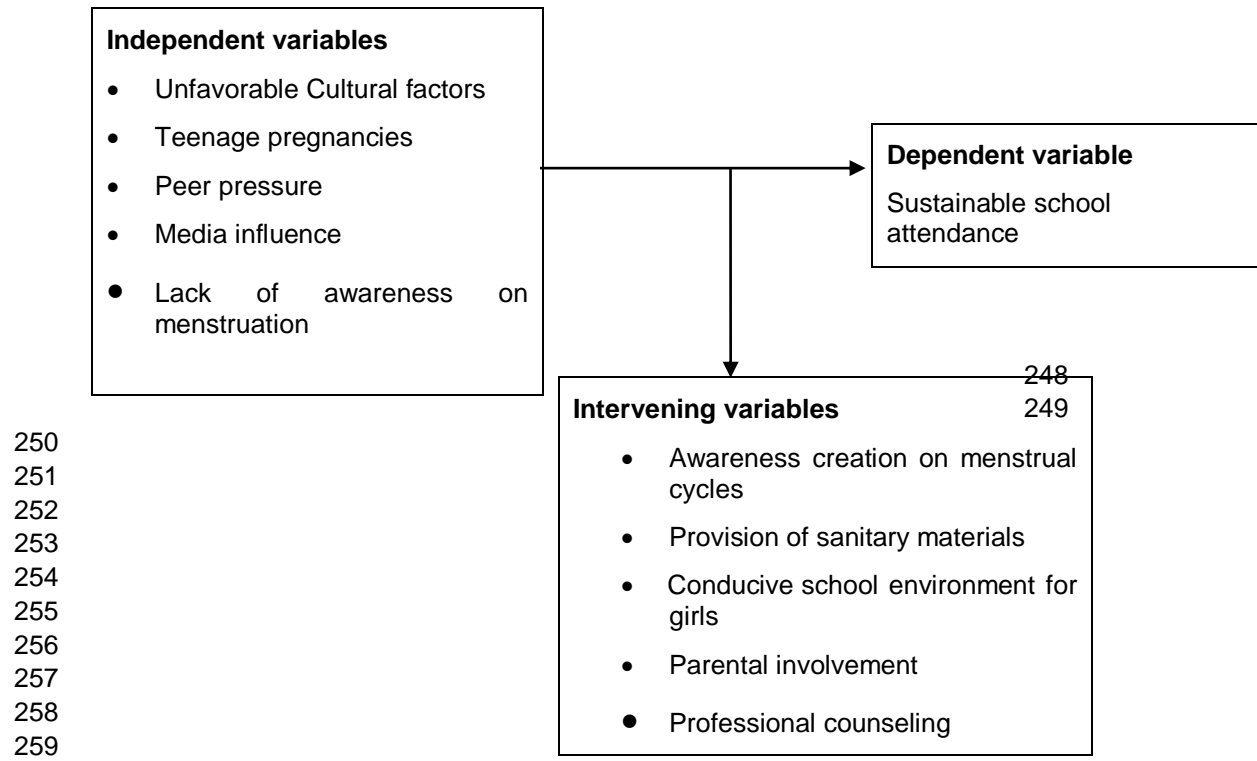 Independent variables
• Unfavorable Cultural factors
• Teenage pregnancies
• Peer pressure
• Media influence
• Lack of awareness on
menstruation
Dependent variable
Sustainable school
attendance
248
Intervening variables 249
• Awareness creation on menstrual
cycles
• Provision of sanitary materials
• Conducive school environment for
girls
• Parental involvement
• Professional counseling
250
251
252
253
254
255
256
257
258
259